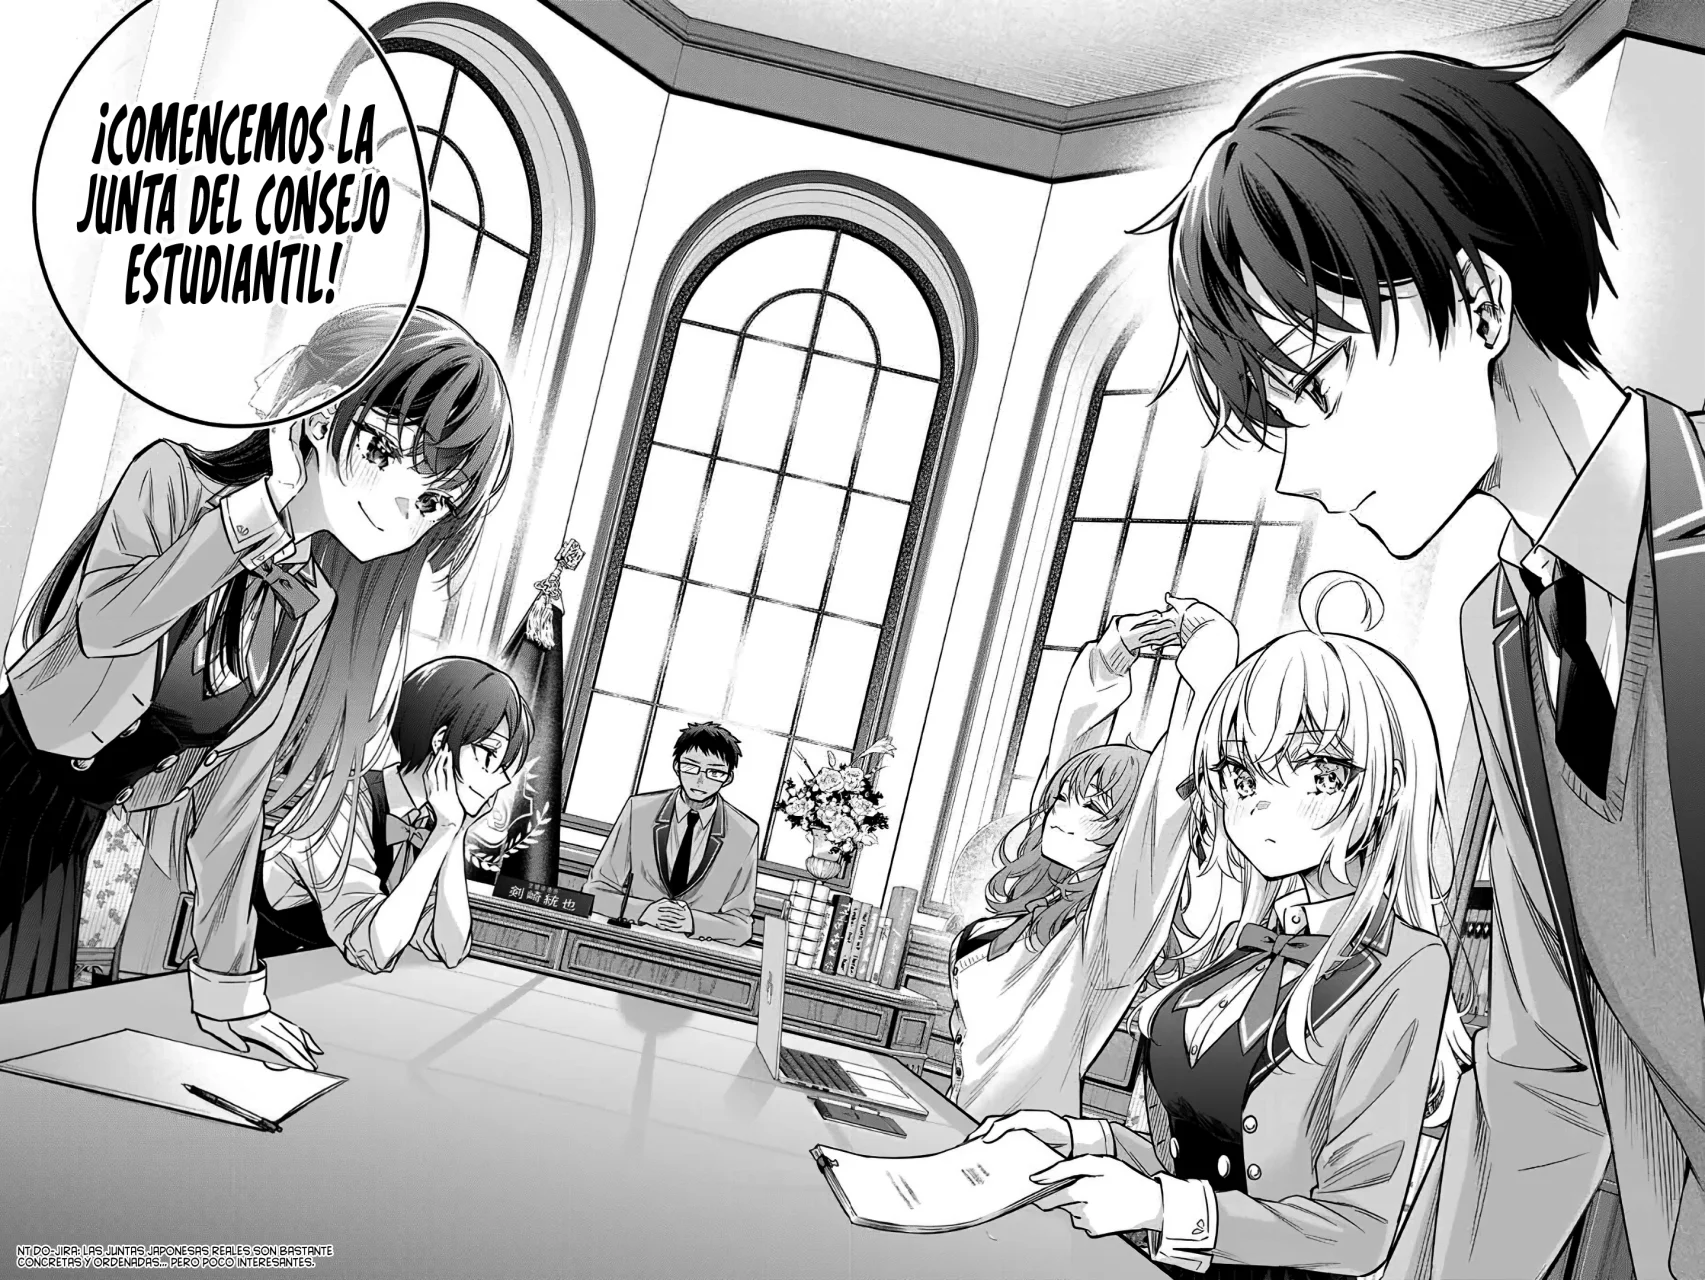 ¡COMENCEMOS LA
JUNTA DEL CONSEJO
ESTUDIANTIL!
剣崎統也
NT DO-JIRA: LAS JUNTAS JAPONESAS REALES SON BASTANTE
CONCRETAS Y ORDENADAS... PERO POCO INTERESANTES.